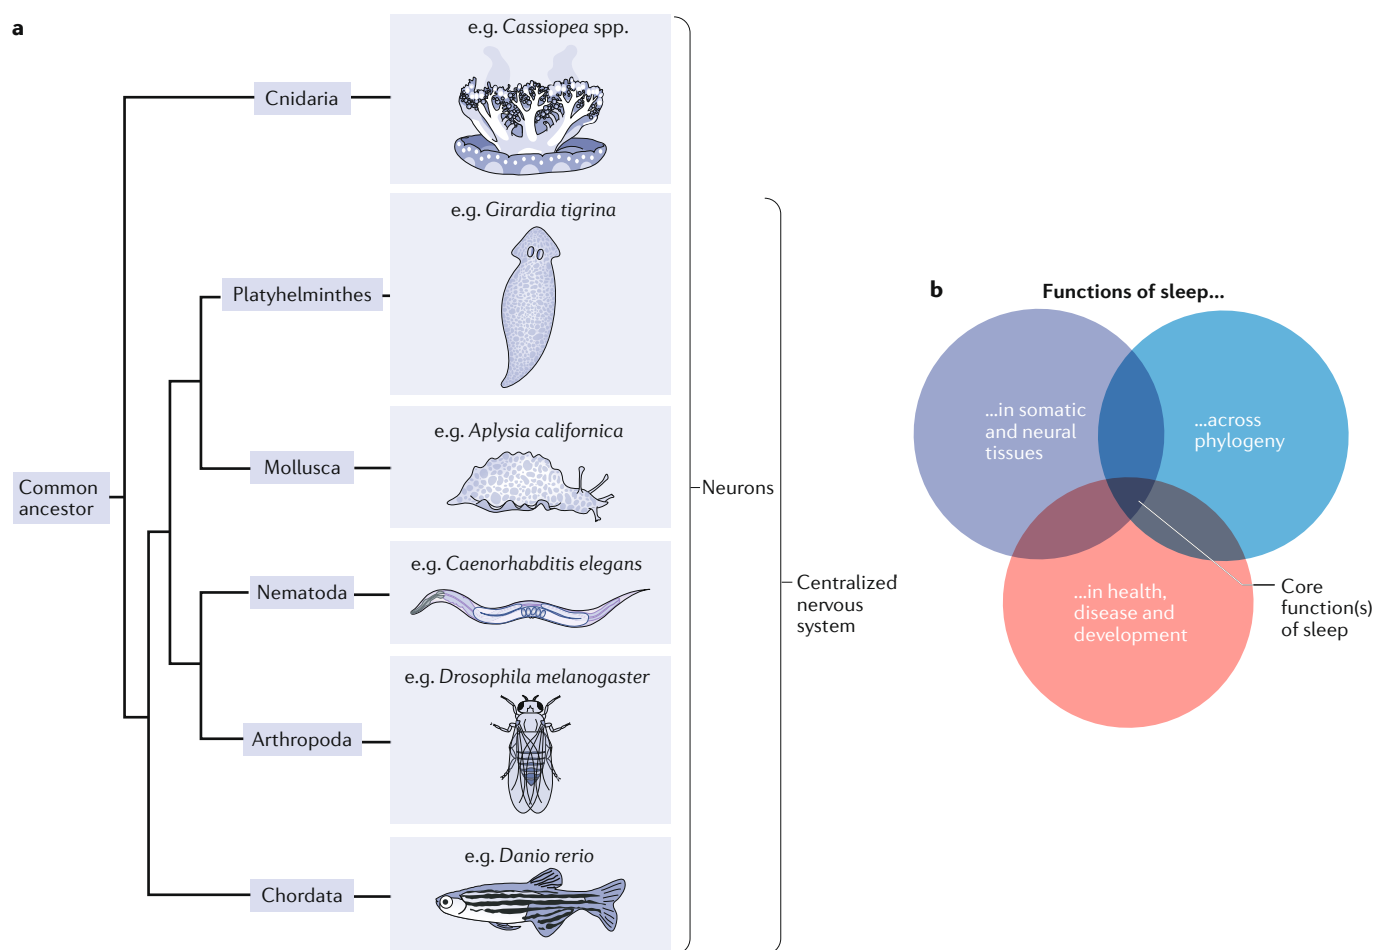 a
e.g. Cassiopea spp.
Cnidaria
e.g. Girardia tigrina
Platyhelminthes
e.g. Aplysia californica
Mollusca
Common
ancestor
Neurons
e.g. Caenorhabditis elegans
Nematoda
Centralized
nervous
system
e.g. Drosophila melanogaster
Arthropoda
e.g. Danio rerio
Chordata
b
Functions of sleep...
...in somatic
and neural
tissues
...across
phylogeny
...in health,
disease and
development
Core
function(s)
of sleep